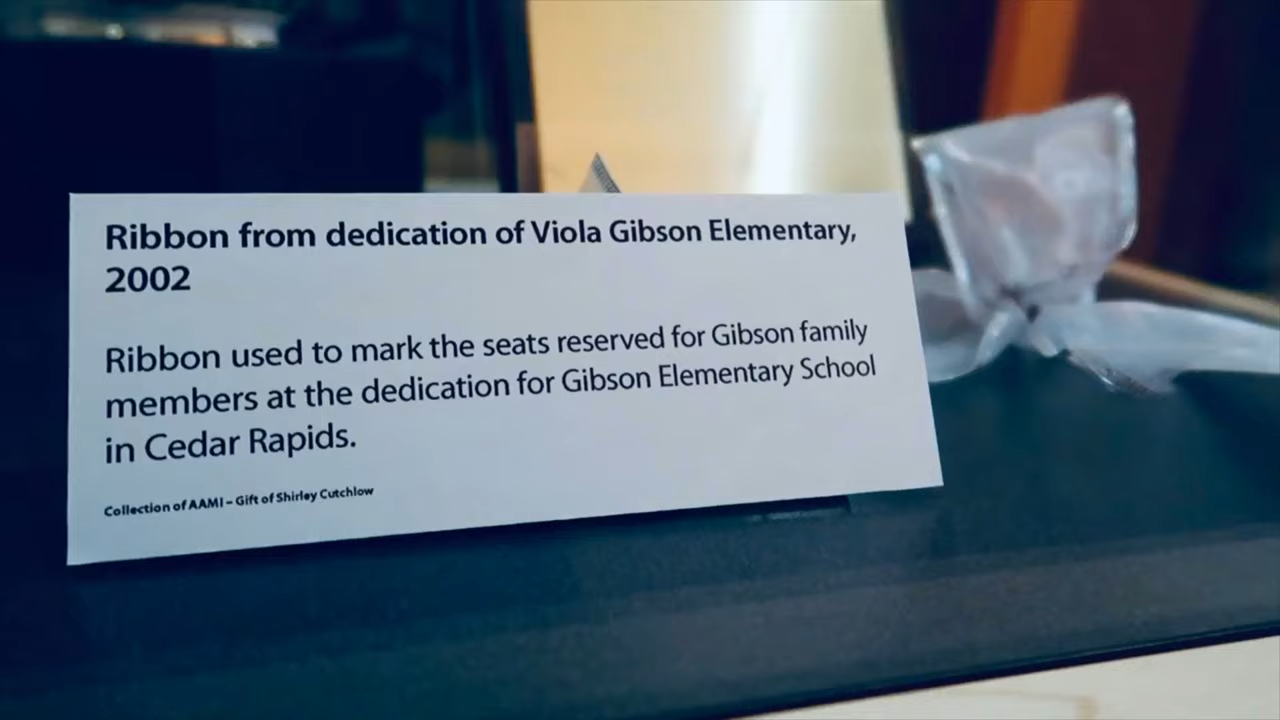 Ribbon from dedication of Viola Gibson Elementary,
2002
Ribbon used to mark the seats reserved for Gibson family
members at the dedication for Gibson Elementary School
in Cedar Rapids.
Collection of AAMI – Gift of Shirley Cutchlow